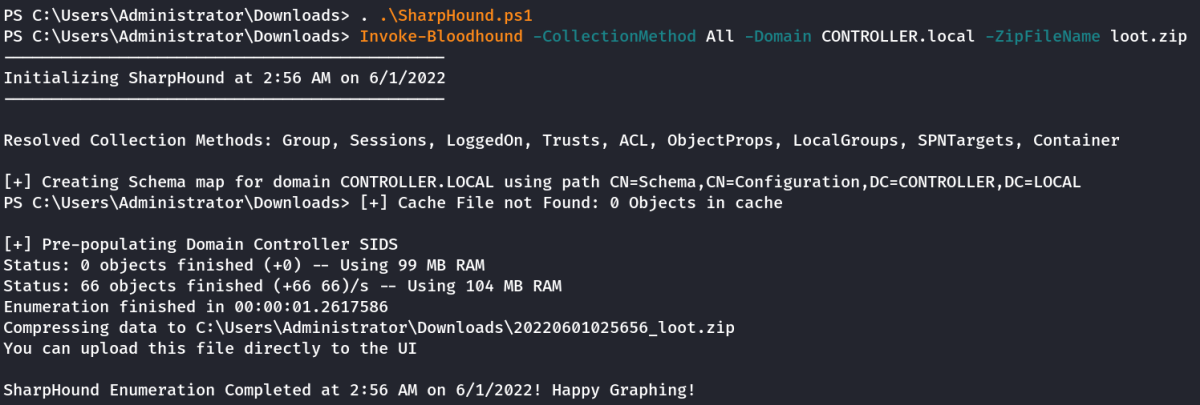 PS C:\Users\Administrator\Downloads> . .\SharpHound.ps1
PS C:\Users\Administrator\Downloads> Invoke-Bloodhound -CollectionMethod All -Domain CONTROLLER.local -ZipFileName loot.zip
-----------------------------------------------
Initializing SharpHound at 2:56 AM on 6/1/2022
-----------------------------------------------
Resolved Collection Methods: Group, Sessions, LoggedOn, Trusts, ACL, ObjectProps, LocalGroups, SPNTargets, Container
[+] Creating Schema map for domain CONTROLLER.LOCAL using path CN=Schema,CN=Configuration,DC=CONTROLLER,DC=LOCAL
PS C:\Users\Administrator\Downloads> [+] Cache File not Found: 0 Objects in cache
[+] Pre-populating Domain Controller SIDS
Status: 0 objects finished (+0) -- Using 99 MB RAM
Status: 66 objects finished (+66 66)/s -- Using 104 MB RAM
Enumeration finished in 00:00:01.2617586
Compressing data to C:\Users\Administrator\Downloads\20220601025656_loot.zip
You can upload this file directly to the UI
SharpHound Enumeration Completed at 2:56 AM on 6/1/2022! Happy Graphing!